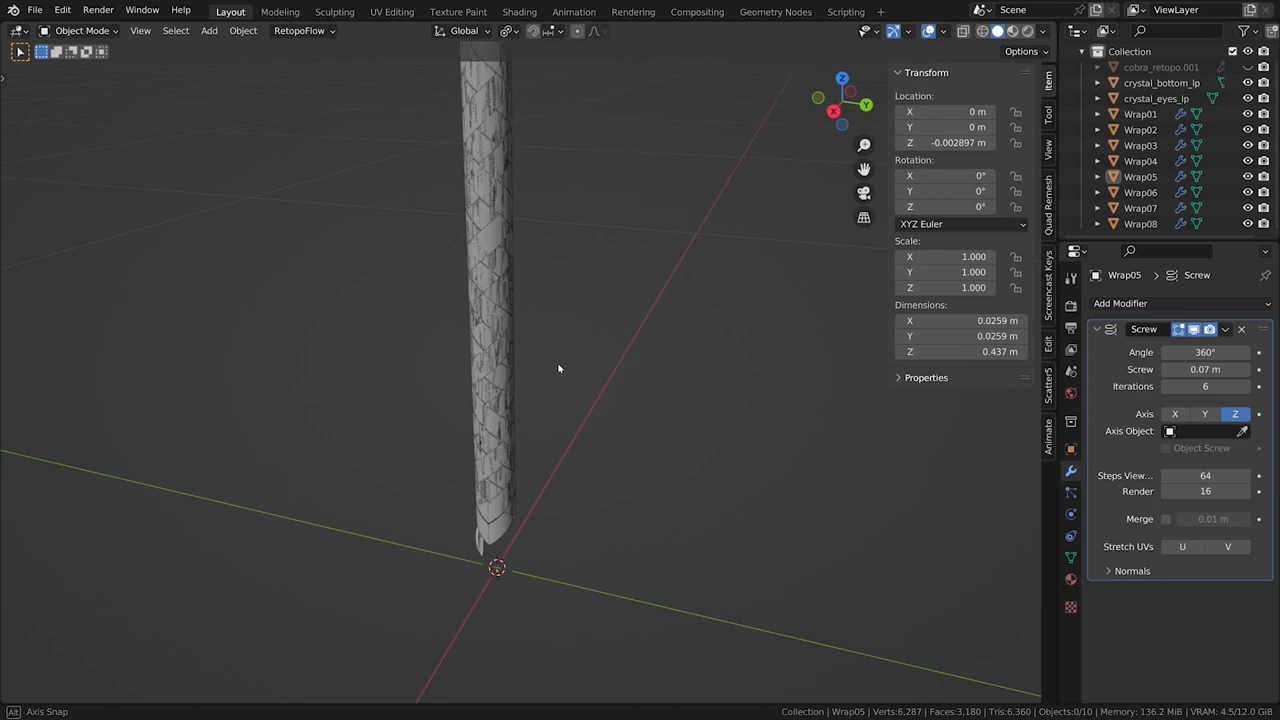 File Edit Render Window Help Layout Modeling Sculpting UV Editing Texture Paint Shading Animation Rendering Compositing Geometry Nodes Scripting + Scene ViewLayer
Object Mode View Select Add Object RetopoFlow Global
Options
Collection
cobra_retopo.001
crystal_bottom_lp
crystal_eyes_lp
Wrap01
Wrap02
Wrap03
Wrap04
Wrap05
Wrap06
Wrap07
Wrap08
Transform
Location:
X 0 m
Y 0 m
Z -0.002897 m
Rotation:
X 0°
Y 0°
Z 0°
XYZ Euler
Scale:
X 1.000
Y 1.000
Z 1.000
Dimensions:
X 0.0259 m
Y 0.0259 m
Z 0.437 m
Properties
Item
Tool
View
Quad Remesh
Screencast Keys
Edit
Scatter5
Animate
Z
Y
X
Wrap05 > Screw
Add Modifier
Screw
Angle 360°
Screw 0.07 m
Iterations 6
Axis X Y Z
Axis Object
Object Screw
Steps View... 64
Render 16
Merge 0.01 m
Stretch UVs U V
Normals
Alt Axis Snap
Collection | Wrap05 | Verts:6,287 | Faces:3,180 | Tris:6,360 | Objects:0/10 | Memory: 136.2 MiB | VRAM: 4.5/12.0 GiB